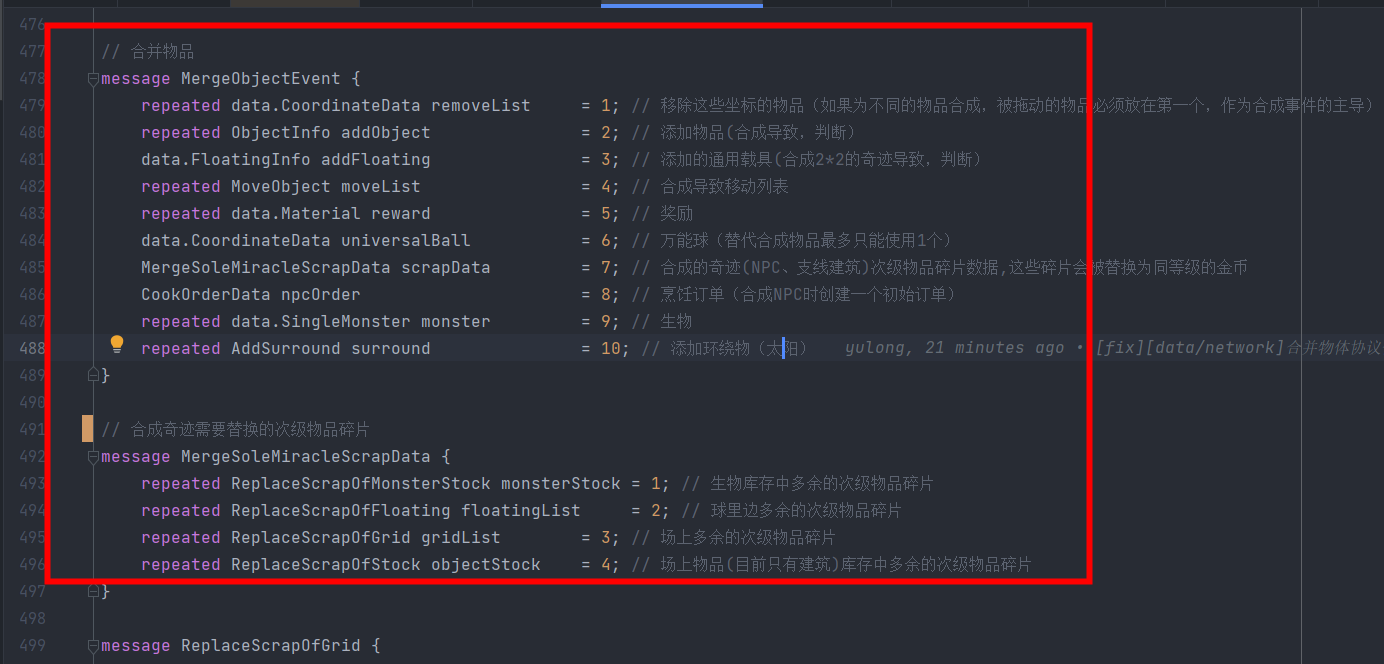 476
477 // 合并物品
478 message MergeObjectEvent {
479 repeated data.CoordinateData removeList = 1; // 移除这些坐标的物品（如果为不同的物品合成，被拖动的物品必须放在第一个，作为合成事件的主导）
480 repeated ObjectInfo addObject = 2; // 添加物品(合成导致，判断）
481 data.FloatingInfo addFloating = 3; // 添加的通用载具(合成2*2的奇迹导致，判断）
482 repeated MoveObject moveList = 4; // 合成导致移动列表
483 repeated data.Material reward = 5; // 奖励
484 data.CoordinateData universalBall = 6; // 万能球（替代合成物品最多只能使用1个）
485 MergeSoleMiracleScrapData scrapData = 7; // 合成的奇迹(NPC、支线建筑)次级物品碎片数据,这些碎片会被替换为同等级的金币
486 CookOrderData npcOrder = 8; // 烹饪订单（合成NPC时创建一个初始订单）
487 repeated data.SingleMonster monster = 9; // 生物
488 repeated AddSurround surround = 10; // 添加环绕物（太阳） yulong, 21 minutes ago • [fix][data/network]合并物体协议
489 }
490
491 // 合成奇迹需要替换的次级物品碎片
492 message MergeSoleMiracleScrapData {
493 repeated ReplaceScrapOfMonsterStock monsterStock = 1; // 生物库存中多余的次级物品碎片
494 repeated ReplaceScrapOfFloating floatingList = 2; // 球里边多余的次级物品碎片
495 repeated ReplaceScrapOfGrid gridList = 3; // 场上多余的次级物品碎片
496 repeated ReplaceScrapOfStock objectStock = 4; // 场上物品(目前只有建筑)库存中多余的次级物品碎片
497 }
498
499 message ReplaceScrapOfGrid {